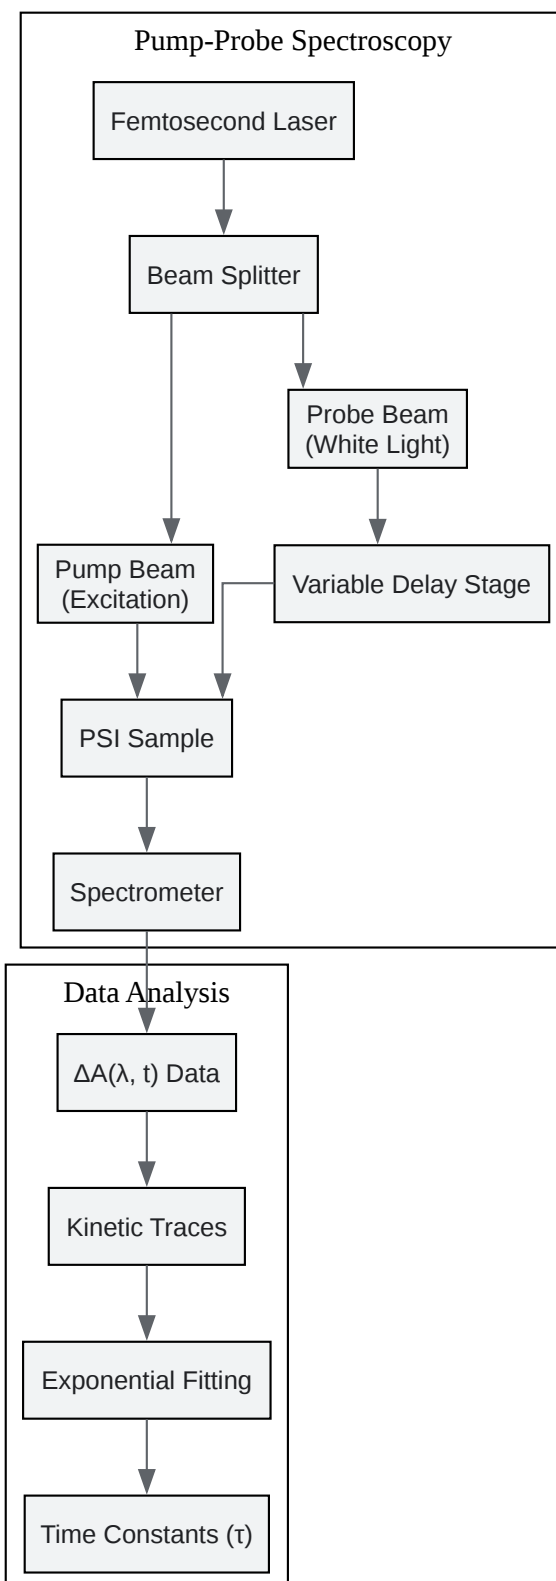 Pump-Probe Spectroscopy
Femtosecond Laser
Beam Splitter
Probe Beam
(White Light)
Pump Beam
(Excitation)
Variable Delay Stage
PSI Sample
Spectrometer
Data Analysis
ΔA(λ, t) Data
Kinetic Traces
Exponential Fitting
Time Constants (τ)